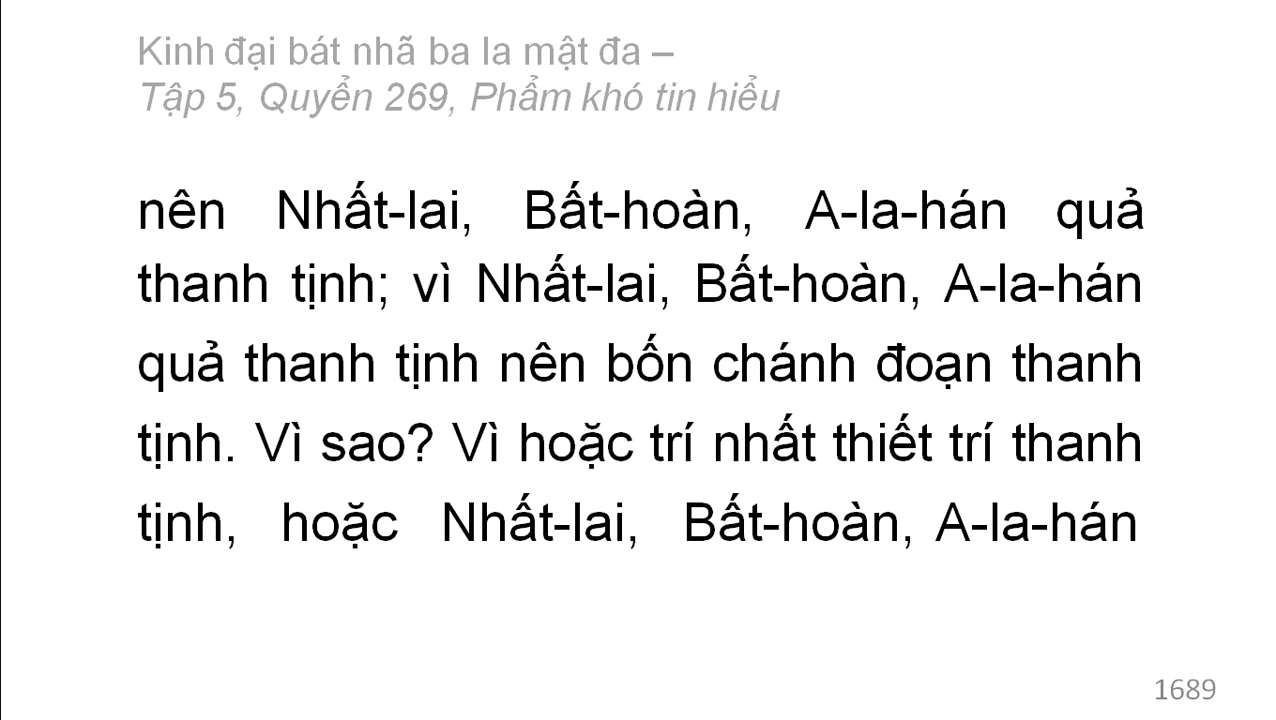 Kinh đại bát nhã ba la mật đa –
Tập 5, Quyển 269, Phẩm khó tin hiểu
nên Nhất-lai, Bất-hoàn, A-la-hán quả
thanh tịnh; vì Nhất-lai, Bất-hoàn, A-la-hán
quả thanh tịnh nên bốn chánh đoạn thanh
tịnh. Vì sao? Vì hoặc trí nhất thiết trí thanh
tịnh, hoặc Nhất-lai, Bất-hoàn, A-la-hán
1689